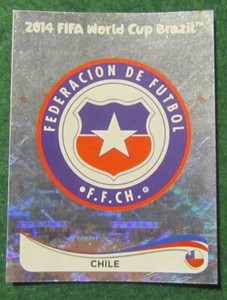 2014 FIFA World Cup Brazil™
FEDERACION DE FUTBOL
F.F.CH.
CHILE